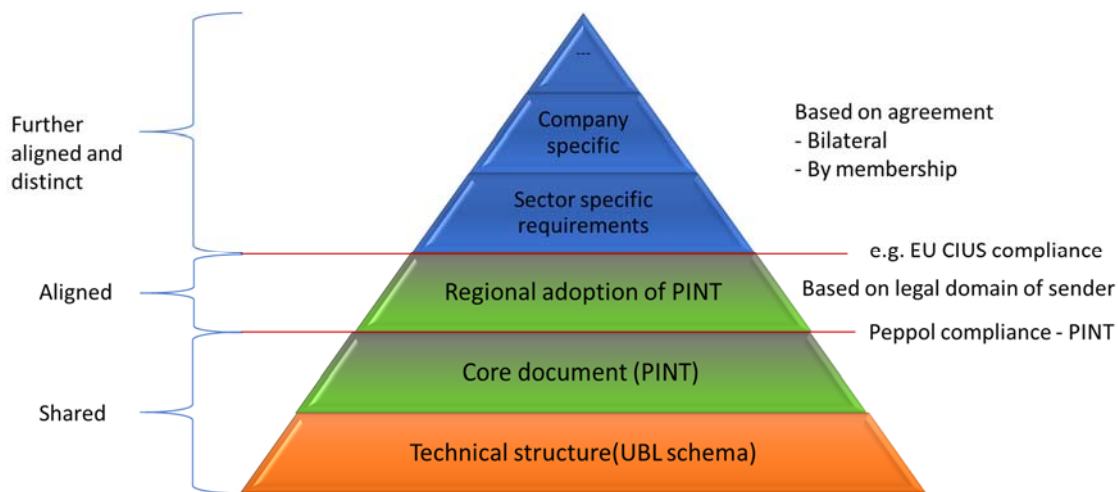 ---
Company
specific
Sector specific
requirements
Regional adoption of PINT
Core document (PINT)
Technical structure(UBL schema)
Further
aligned and
distinct
Aligned
Shared
Based on agreement
- Bilateral
- By membership
e.g. EU CIUS compliance
Based on legal domain of sender
Peppol compliance - PINT